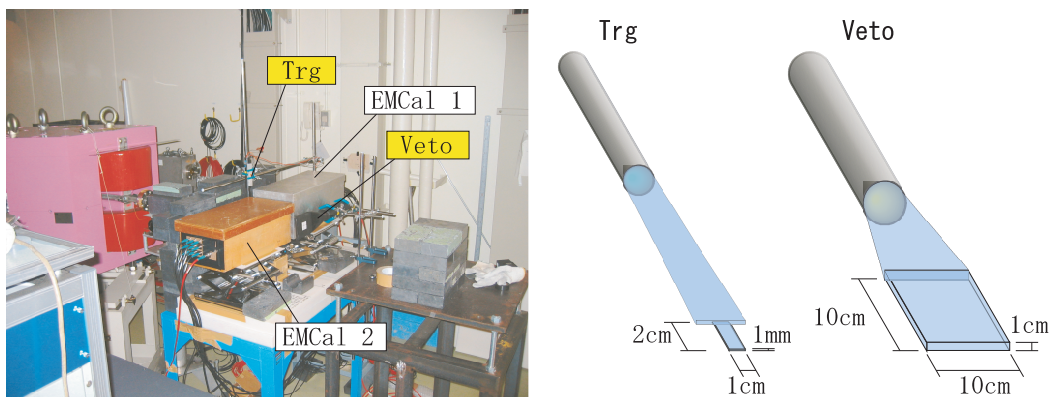 Trg
EMCal 1
Veto
EMCal 2
Trg
Veto
2cm
1mm
1cm
10cm
1cm
10cm